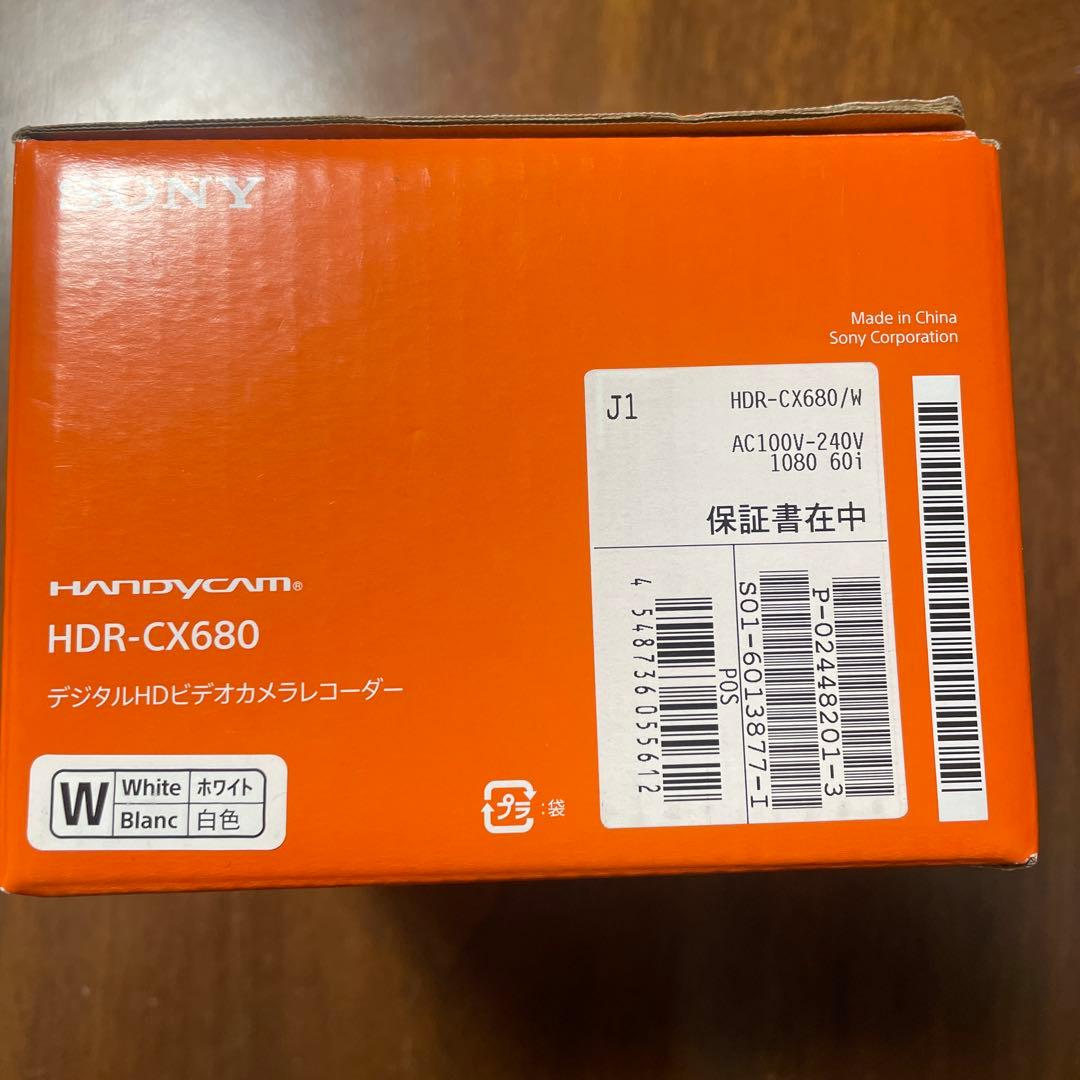 SONY
Made in China
Sony Corporation
J1
HDR-CX680/W
AC100V-240V
1080 60i
保証書在中
4 548736 055612
POS
S01-6013877-I
P-02448201-3
HANDYCAM®
HDR-CX680
デジタルHDビデオカメラレコーダー
W
White ホワイト
Blanc 白色
プラ :袋